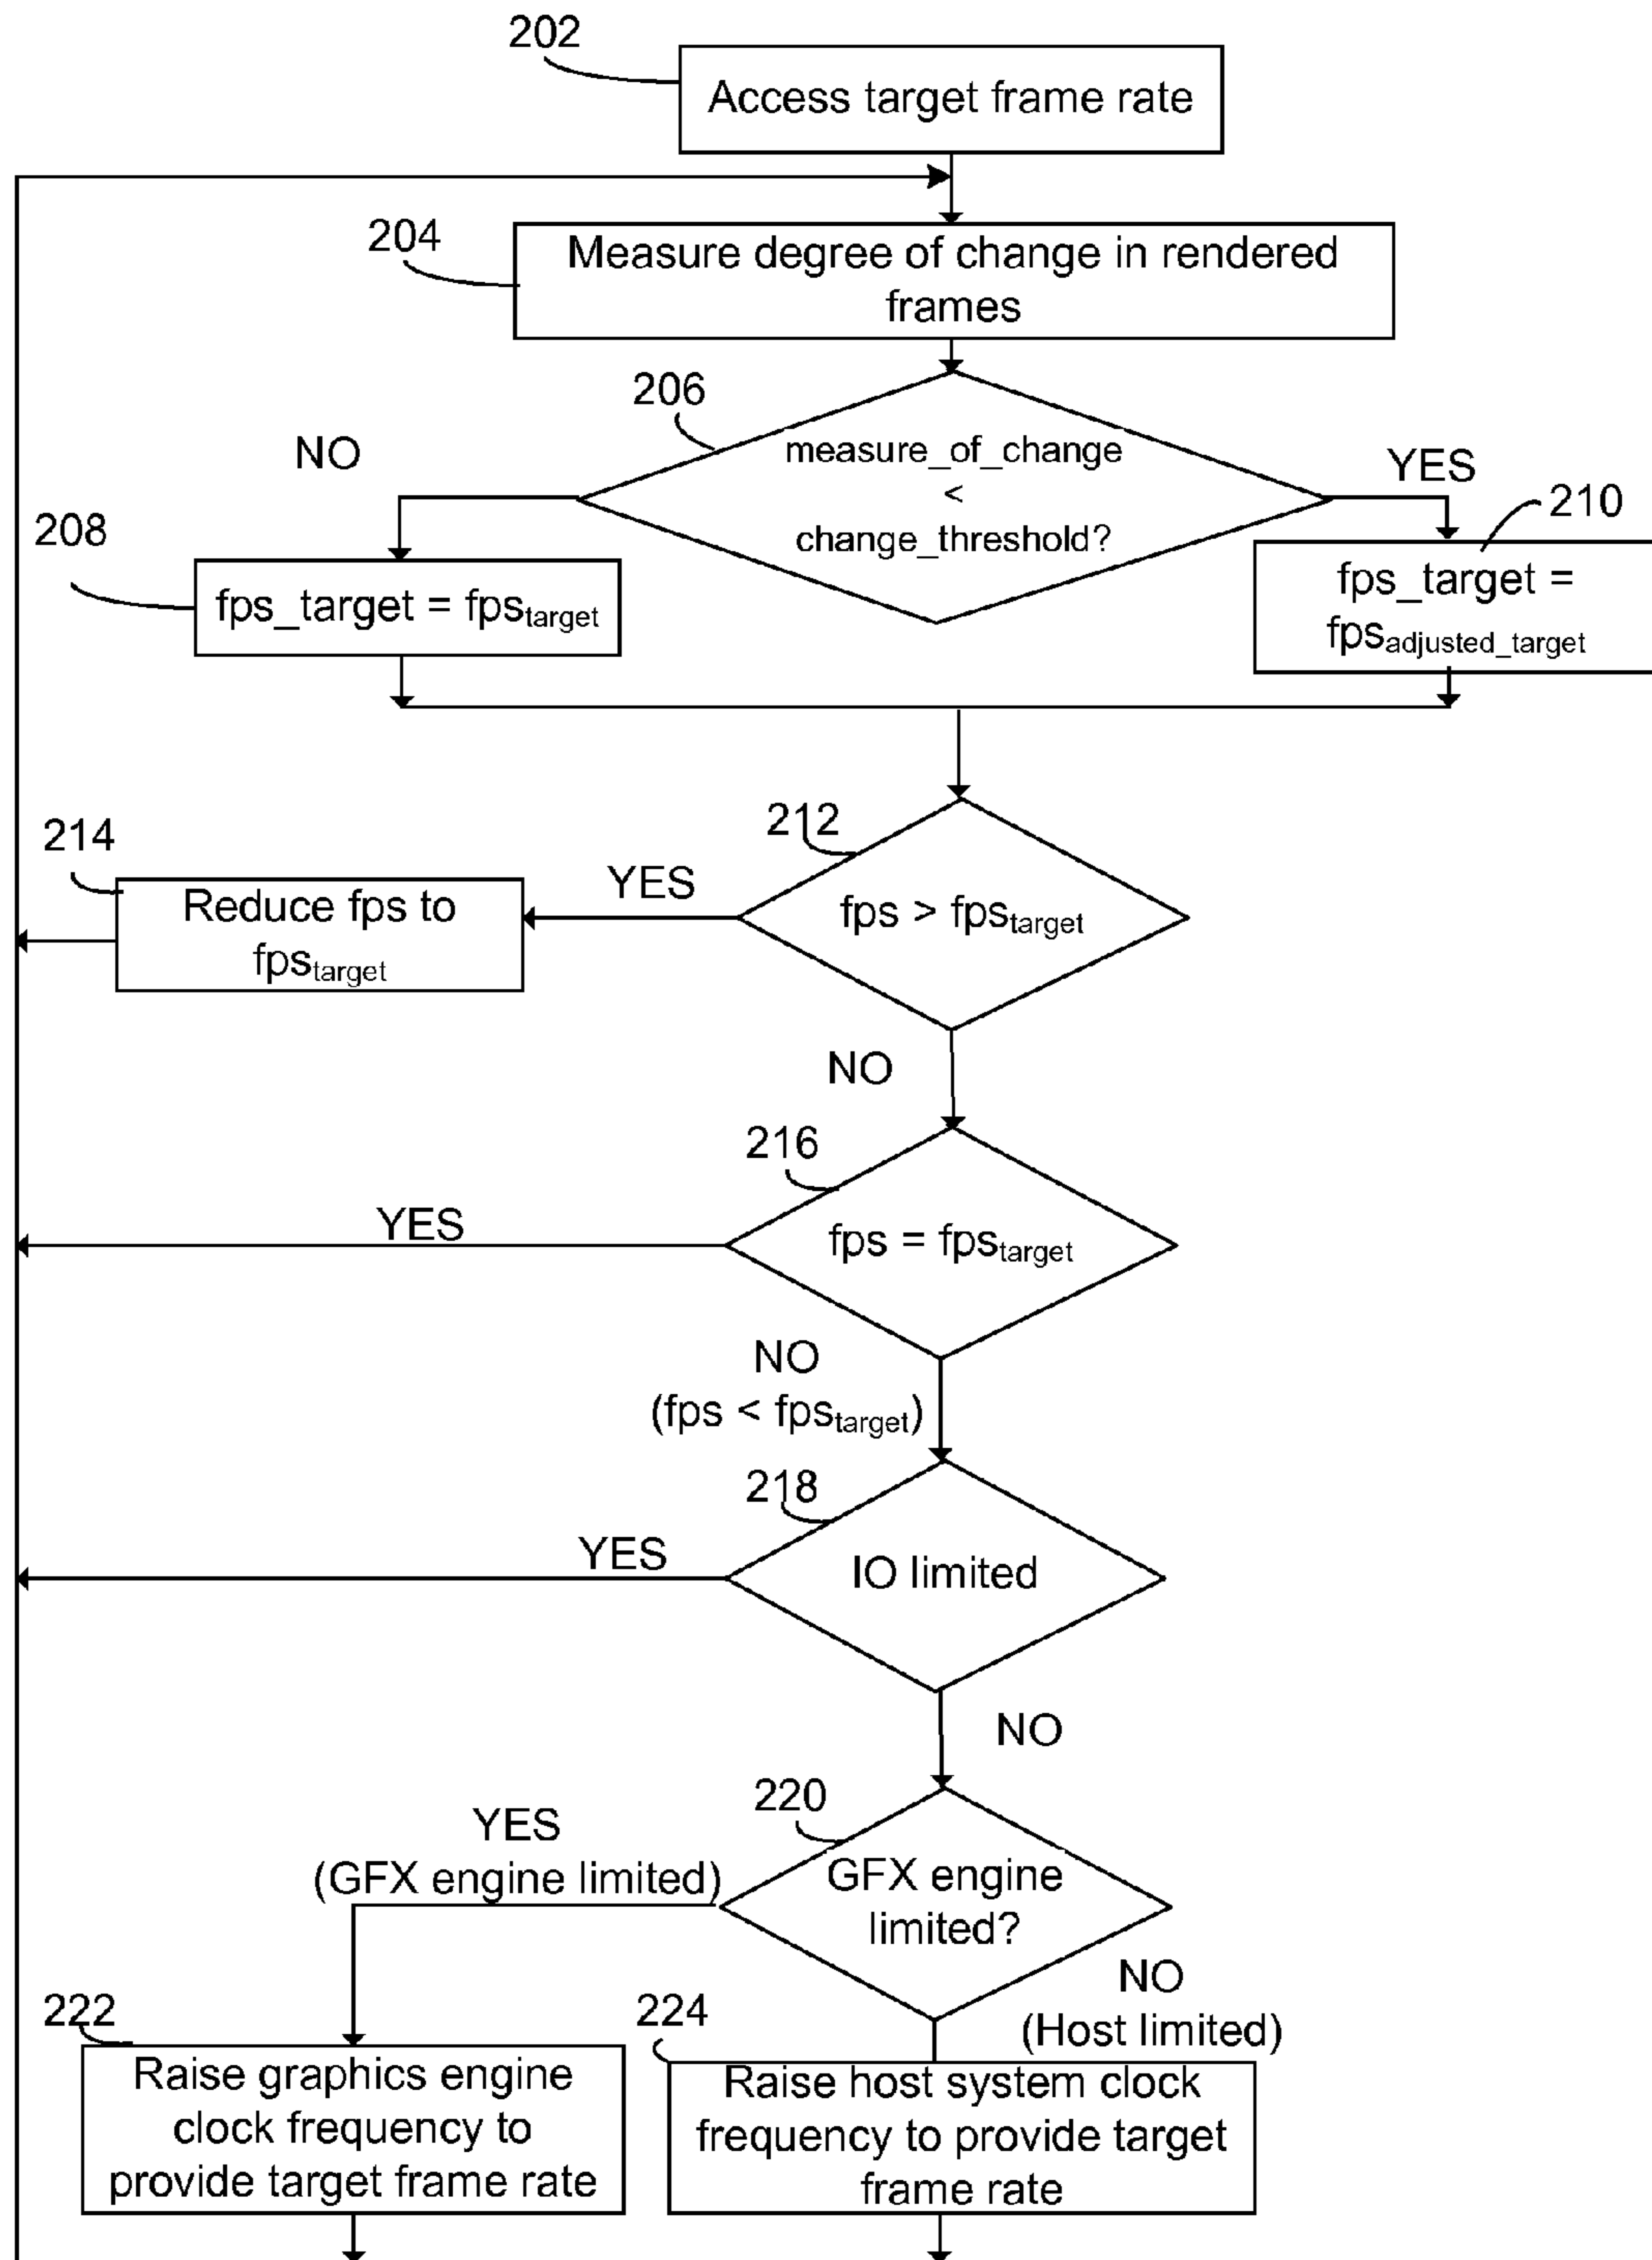 202
Access target frame rate
204
Measure degree of change in rendered
frames
206
measure_of_change
<
change_threshold?
NO
YES
208
fps_target = fpstarget
210
fps_target =
fpsadjusted_target
212
fps > fpstarget
YES
214
Reduce fps to
fpstarget
NO
216
fps = fpstarget
YES
NO
(fps < fpstarget)
218
IO limited
YES
NO
220
GFX engine
limited?
YES
(GFX engine limited)
NO
(Host limited)
222
Raise graphics engine
clock frequency to
provide target frame rate
224
Raise host system clock
frequency to provide target
frame rate